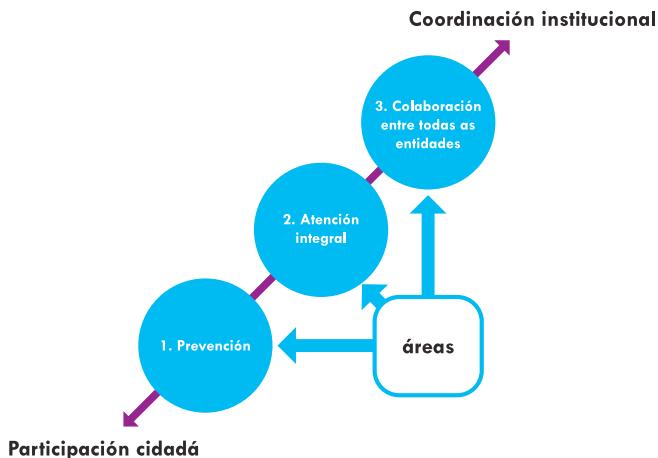 Coordinación institucional
3. Colaboración
entre todas as
entidades
2. Atención
integral
1. Prevención
áreas
Participación cidadá